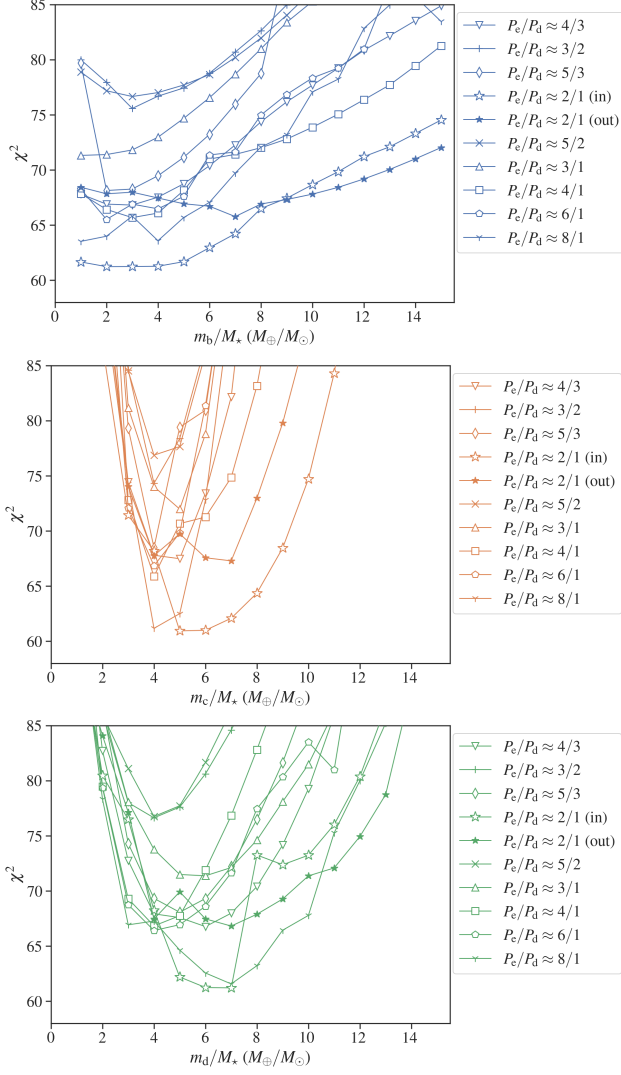 85
80
75
70
65
60
χ²
0 2 4 6 8 10 12 14
m_b/M_⋆ (M_⊕/M_⊙)
P_e/P_d ≈ 4/3
P_e/P_d ≈ 3/2
P_e/P_d ≈ 5/3
P_e/P_d ≈ 2/1 (in)
P_e/P_d ≈ 2/1 (out)
P_e/P_d ≈ 5/2
P_e/P_d ≈ 3/1
P_e/P_d ≈ 4/1
P_e/P_d ≈ 6/1
P_e/P_d ≈ 8/1
85
80
75
70
65
60
χ²
0 2 4 6 8 10 12 14
m_c/M_⋆ (M_⊕/M_⊙)
P_e/P_d ≈ 4/3
P_e/P_d ≈ 3/2
P_e/P_d ≈ 5/3
P_e/P_d ≈ 2/1 (in)
P_e/P_d ≈ 2/1 (out)
P_e/P_d ≈ 5/2
P_e/P_d ≈ 3/1
P_e/P_d ≈ 4/1
P_e/P_d ≈ 6/1
P_e/P_d ≈ 8/1
85
80
75
70
65
60
χ²
0 2 4 6 8 10 12 14
m_d/M_⋆ (M_⊕/M_⊙)
P_e/P_d ≈ 4/3
P_e/P_d ≈ 3/2
P_e/P_d ≈ 5/3
P_e/P_d ≈ 2/1 (in)
P_e/P_d ≈ 2/1 (out)
P_e/P_d ≈ 5/2
P_e/P_d ≈ 3/1
P_e/P_d ≈ 4/1
P_e/P_d ≈ 6/1
P_e/P_d ≈ 8/1